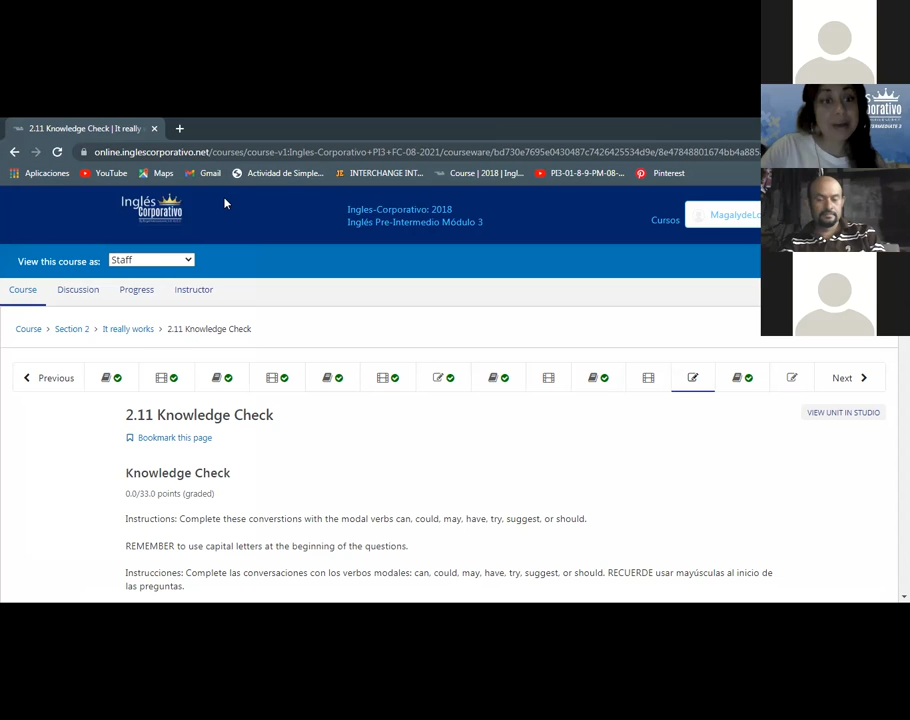 2.11 Knowledge Check | It really
online.inglescorporativo.net/courses/course-v1:Ingles-Corporativo+PI3+FC-08-2021/courseware/bd730e7695e0430487c7426425534d9e/8e47848801674bb4a885
Aplicaciones YouTube Maps Gmail Actividad de Simple... INTERCHANGE INT... Course | 2018 | Ingl... PI3-01-8-9-PM-08-... Pinterest
Inglés
Corporativo
Ingles-Corporativo: 2018
Inglés Pre-Intermedio Módulo 3
Cursos
MagalydeLo
View this course as: Staff
Course Discussion Progress Instructor
Course > Section 2 > It really works > 2.11 Knowledge Check
Previous
Next
2.11 Knowledge Check
VIEW UNIT IN STUDIO
Bookmark this page
Knowledge Check
0.0/33.0 points (graded)
Instructions: Complete these converstions with the modal verbs can, could, may, have, try, suggest, or should.
REMEMBER to use capital letters at the beginning of the questions.
Instrucciones: Complete las conversaciones con los verbos modales: can, could, may, have, try, suggest, or should. RECUERDE usar mayúsculas al inicio de
las preguntas.